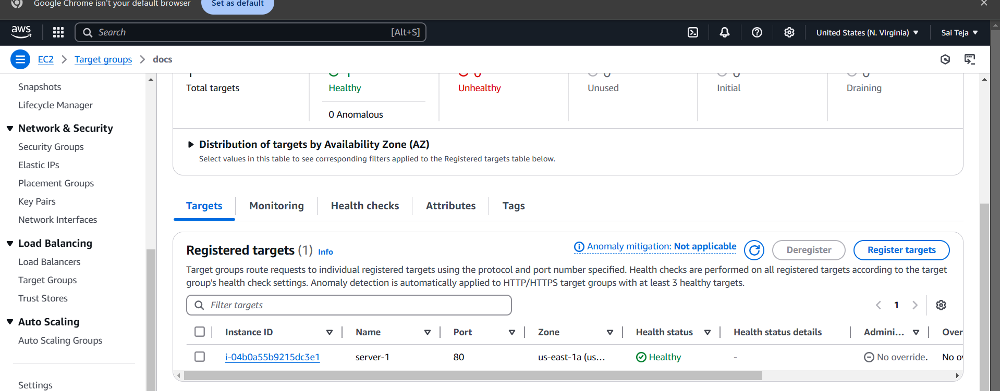 Google Chrome isn't your default browser
Set as default
aws
Search
[Alt+S]
United States (N. Virginia)
Sai Teja
EC2
Target groups
docs
Snapshots
Lifecycle Manager
Network & Security
Security Groups
Elastic IPs
Placement Groups
Key Pairs
Network Interfaces
Load Balancing
Load Balancers
Target Groups
Trust Stores
Auto Scaling
Auto Scaling Groups
Settings
Total targets
Healthy
0 Anomalous
Unhealthy
Unused
Initial
Draining
Distribution of targets by Availability Zone (AZ)
Select values in this table to see corresponding filters applied to the Registered targets table below.
Targets
Monitoring
Health checks
Attributes
Tags
Registered targets (1) Info
Anomaly mitigation: Not applicable
Deregister
Register targets
Target groups route requests to individual registered targets using the protocol and port number specified. Health checks are performed on all registered targets according to the target
group's health check settings. Anomaly detection is automatically applied to HTTP/HTTPS target groups with at least 3 healthy targets.
Filter targets
1
Instance ID Name Port Zone Health status Health status details Admini... Over
i-04b0a55b9215dc3e1 server-1 80 us-east-1a (us... Healthy - No override. No